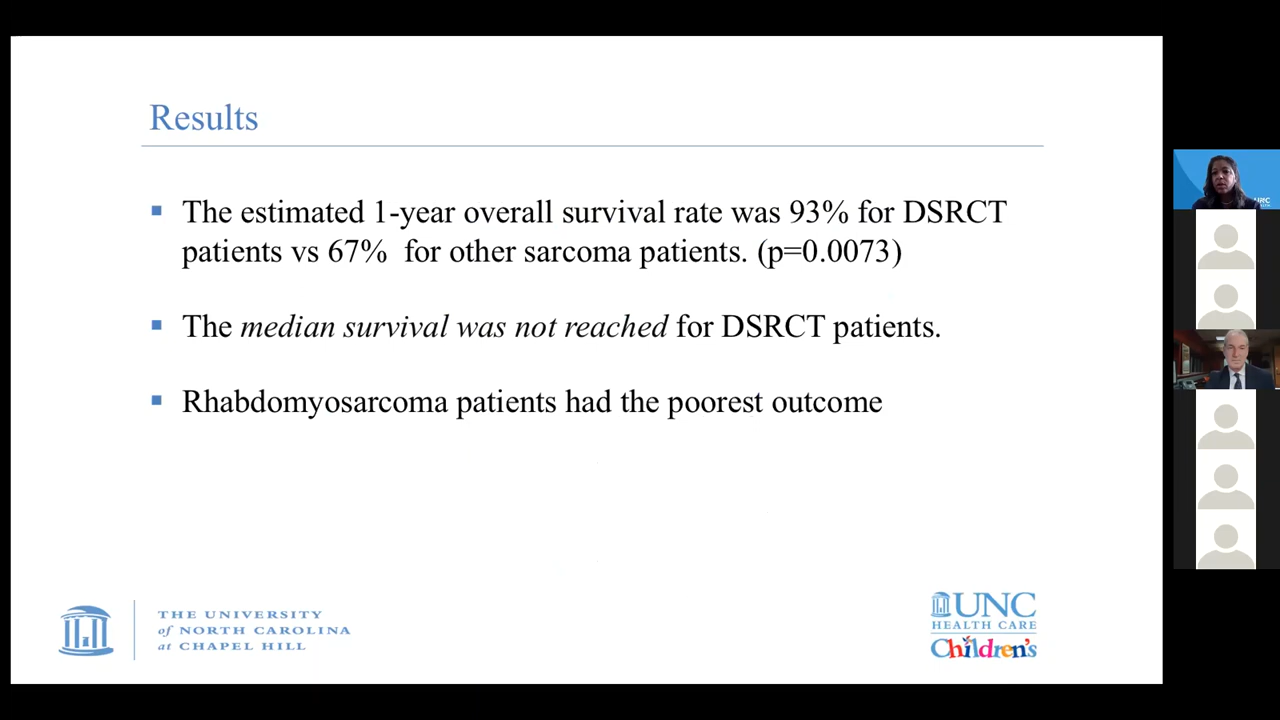 Results
The estimated 1-year overall survival rate was 93% for DSRCT
patients vs 67% for other sarcoma patients. (p=0.0073)
The median survival was not reached for DSRCT patients.
Rhabdomyosarcoma patients had the poorest outcome
THE UNIVERSITY
of NORTH CAROLINA
at CHAPEL HILL
UNC
HEALTH CARE
Children's